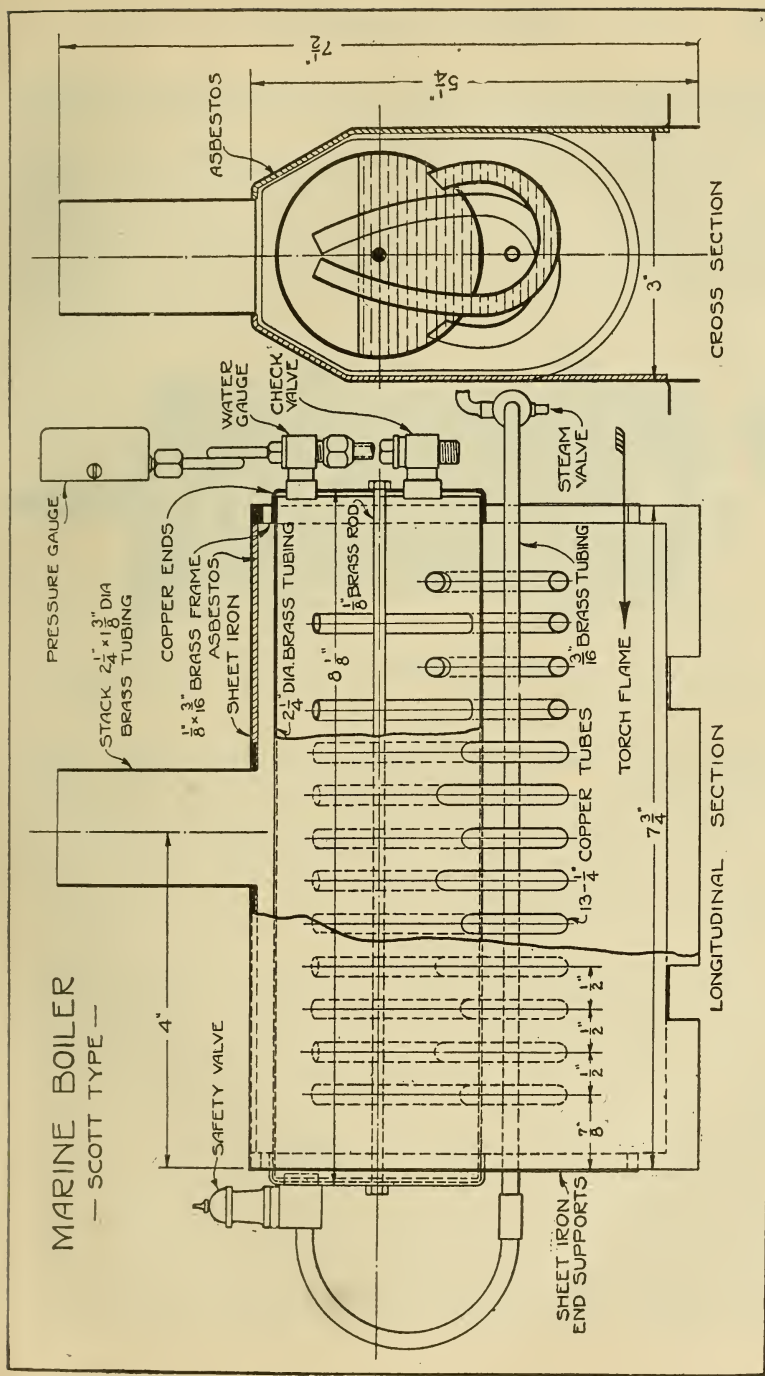 MARINE BOILER
— SCOTT TYPE —
4"
SAFETY VALVE
PRESSURE GAUGE
STACK 2 1/4" × 1 3/8" DIA
BRASS TUBING
COPPER ENDS
1/8" × 3/16" BRASS FRAME
ASBESTOS
SHEET IRON
2 1/4" DIA. BRASS TUBING
8 1/8"
1/8" BRASS ROD
WATER
GAUGE
CHECK
VALVE
STEAM
VALVE
3/16" BRASS TUBING
13-1/4" COPPER TUBES
TORCH FLAME
1/2"
1/2"
1/2"
7/8"
7 3/4"
SHEET IRON
END SUPPORTS
LONGITUDINAL SECTION
ASBESTOS
7 1/2"
5 1/4"
3"
CROSS SECTION